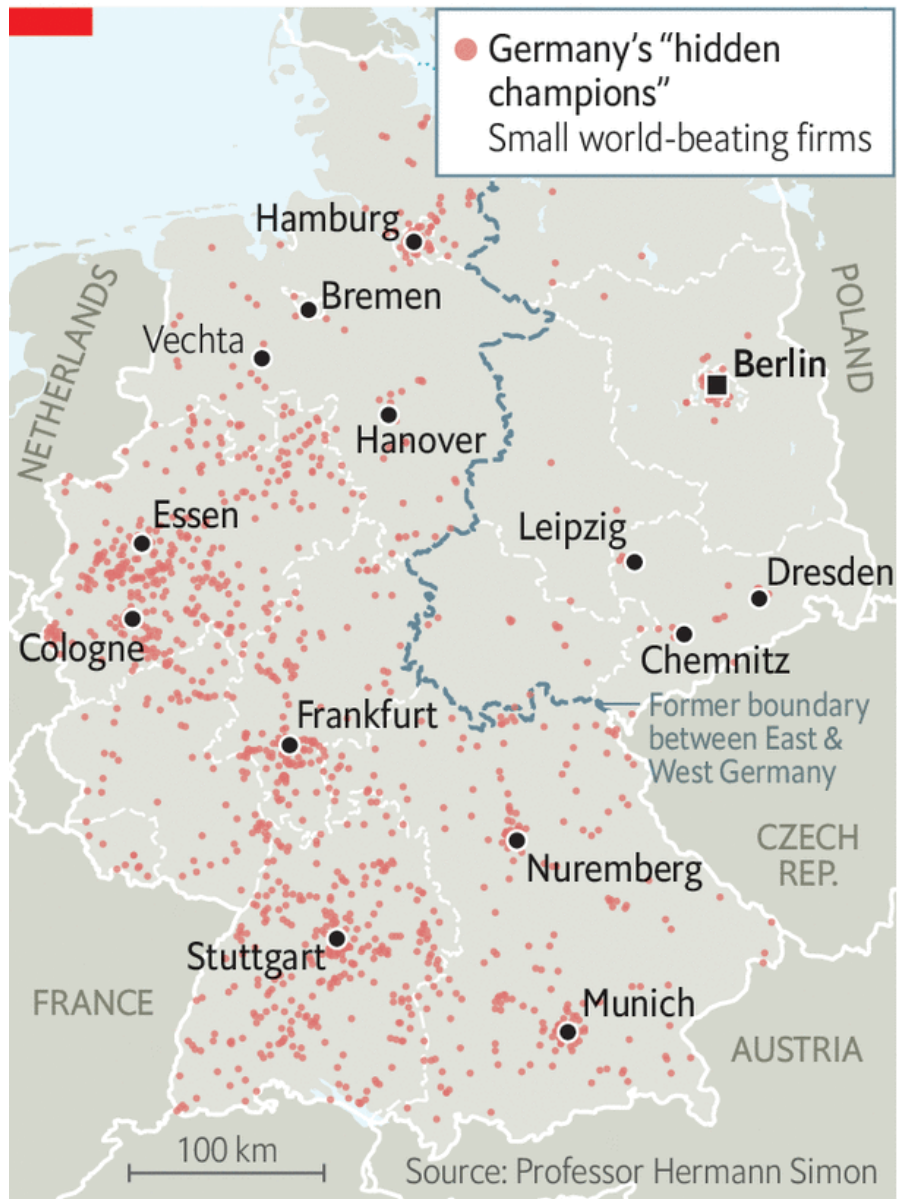 Germany's “hidden
champions”
Small world-beating firms
Hamburg
Bremen
Vechta
NETHERLANDS
POLAND
Berlin
Hanover
Essen
Leipzig
Dresden
Cologne
Chemnitz
Frankfurt
Former boundary
between East &
West Germany
CZECH
REP.
Nuremberg
Stuttgart
FRANCE
Munich
AUSTRIA
100 km
Source: Professor Hermann Simon